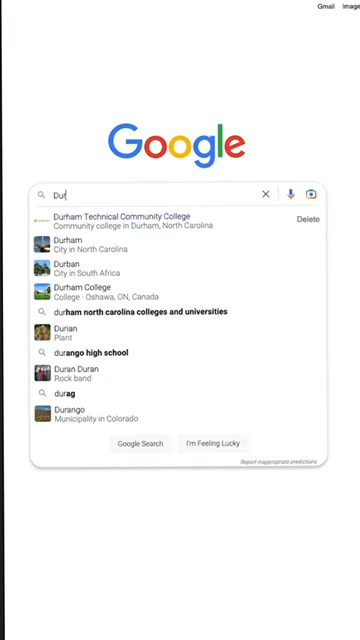 Gmail Image
Google
Dur
Durham Technical Community College
Community college in Durham, North Carolina
Delete
Durham
City in North Carolina
Durban
City in South Africa
Durham College
College · Oshawa, ON, Canada
durham north carolina colleges and universities
Durian
Plant
durango high school
Duran Duran
Rock band
durag
Durango
Municipality in Colorado
Google Search I'm Feeling Lucky
Report inappropriate predictions